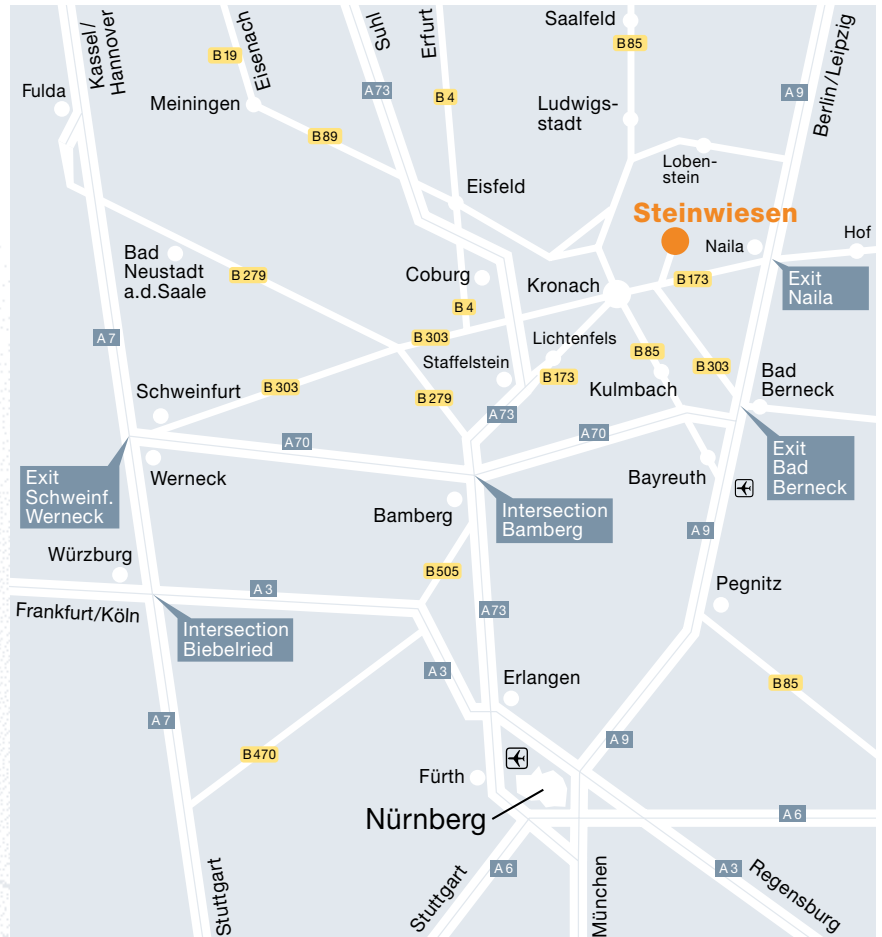 Kassel/
Hannover
Eisenach
Suhl
Erfurt
Saalfeld
Berlin/Leipzig
B19
B85
Fulda
Meiningen
A73
B4
Ludwigs-
stadt
A9
B89
Loben-
stein
Eisfeld
Steinwiesen
Hof
Naila
Bad
Neustadt
a.d.Saale
B279
Coburg
Kronach
B173
Exit
Naila
B4
A7
B303
Lichtenfels
B85
Staffelstein
B173
B303
Bad
Berneck
Schweinfurt
B303
B279
Kulmbach
A73
A70
A70
Exit
Schweinf.
Werneck
Werneck
Bayreuth
Exit
Bad
Berneck
Bamberg
Intersection
Bamberg
A9
Würzburg
B505
A3
Pegnitz
Frankfurt/Köln
A73
Intersection
Biebelried
A3
Erlangen
B85
A7
A9
B470
Fürth
Nürnberg
A6
A6
A3
Stuttgart
Stuttgart
München
Regensburg